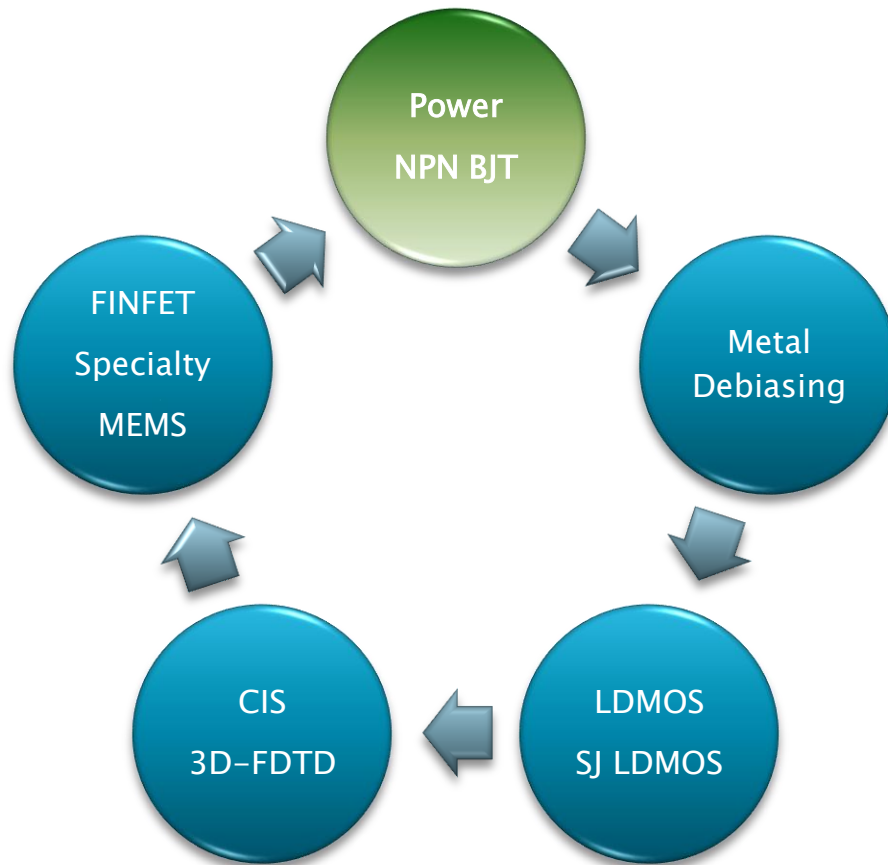 Power
NPN BJT
Metal
Debiasing
LDMOS
SJ LDMOS
CIS
3D-FDTD
FINFET
Specialty
MEMS